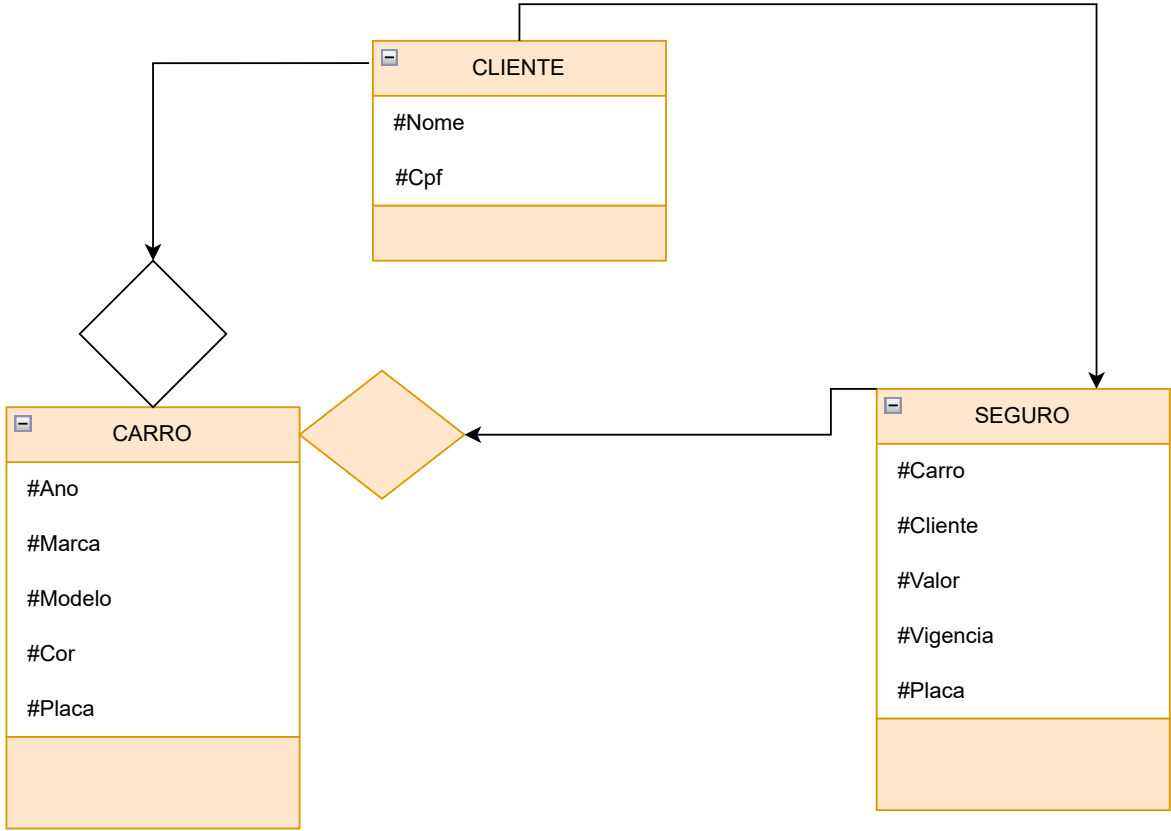 CLIENTE
#Nome
#Cpf
CARRO
#Ano
#Marca
#Modelo
#Cor
#Placa
SEGURO
#Carro
#Cliente
#Valor
#Vigencia
#Placa